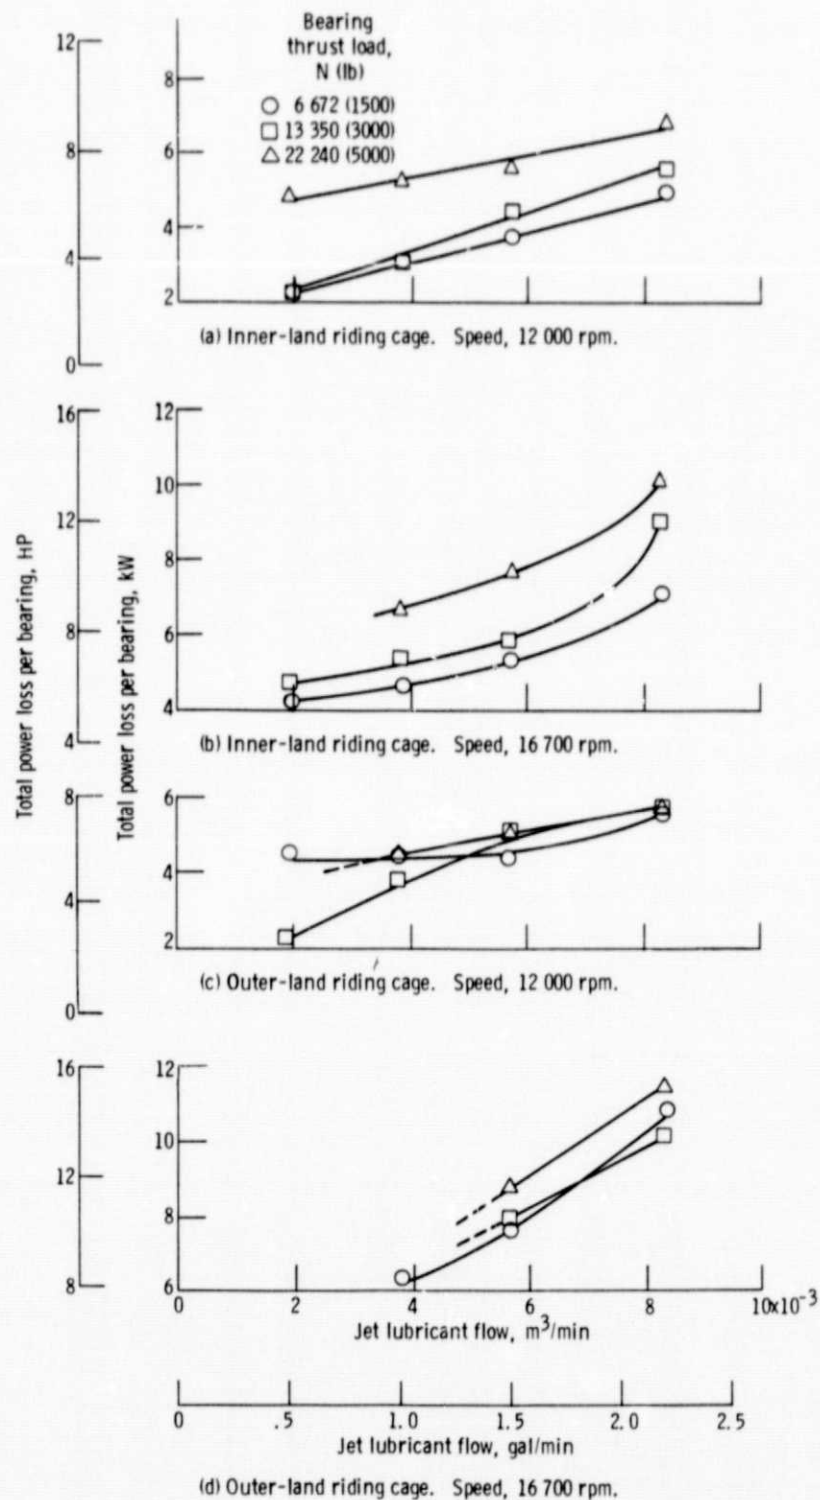 Bearing
thrust load,
N (lb)
6 672 (1500)
13 350 (3000)
22 240 (5000)
12
8
4
0
8
6
4
2
(a) Inner-land riding cage. Speed, 12 000 rpm.
16
12
8
4
12
10
8
6
4
(b) Inner-land riding cage. Speed, 16 700 rpm.
Total power loss per bearing, HP
Total power loss per bearing, kW
8
4
0
6
4
2
(c) Outer-land riding cage. Speed, 12 000 rpm.
16
12
8
12
10
8
6
0 2 4 6 8 10x10-3
Jet lubricant flow, m3/min
0 .5 1.0 1.5 2.0 2.5
Jet lubricant flow, gal/min
(d) Outer-land riding cage. Speed, 16 700 rpm.